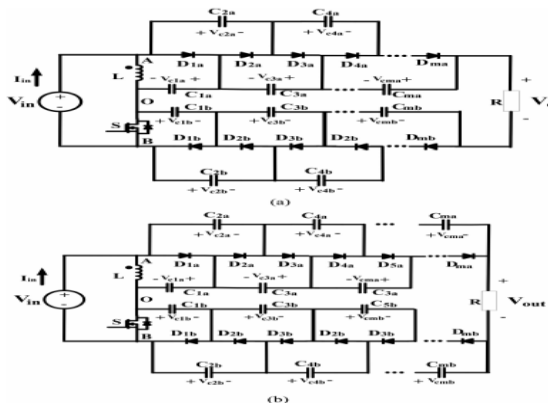 C2a C4a
+Vc2a- +Vc4a-
A D1a D2a D3a D4a Dma
Iin
L - Vc1a + - Vc3a + - Vcma +
C1a C3a Cma
Vin O C1b C3b Cmb R
+ Vc1b - + Vc3b - + Vcmb -
S
B D1b D2b D3b D2b Dmb
C2b C4b
+ Vc2b - + Vc4b -
(a)
C2a C4a Cma
+Vc2a- +Vc4a- +Vcma-
A D1a D2a D3a D4a D5a Dma
Iin
L - Vc1a + - Vc3a + - Vcma +
C1a C3a C3a
Vin O C1b C3b C5b R Vout
+ Vc1b - + Vc3b - + Vcmb -
S
B D1b D2b D3b D2b D3b Dmb
C2b C4b Cmb
+Vc2b- +Vc4b- +Vcmb-
(b)